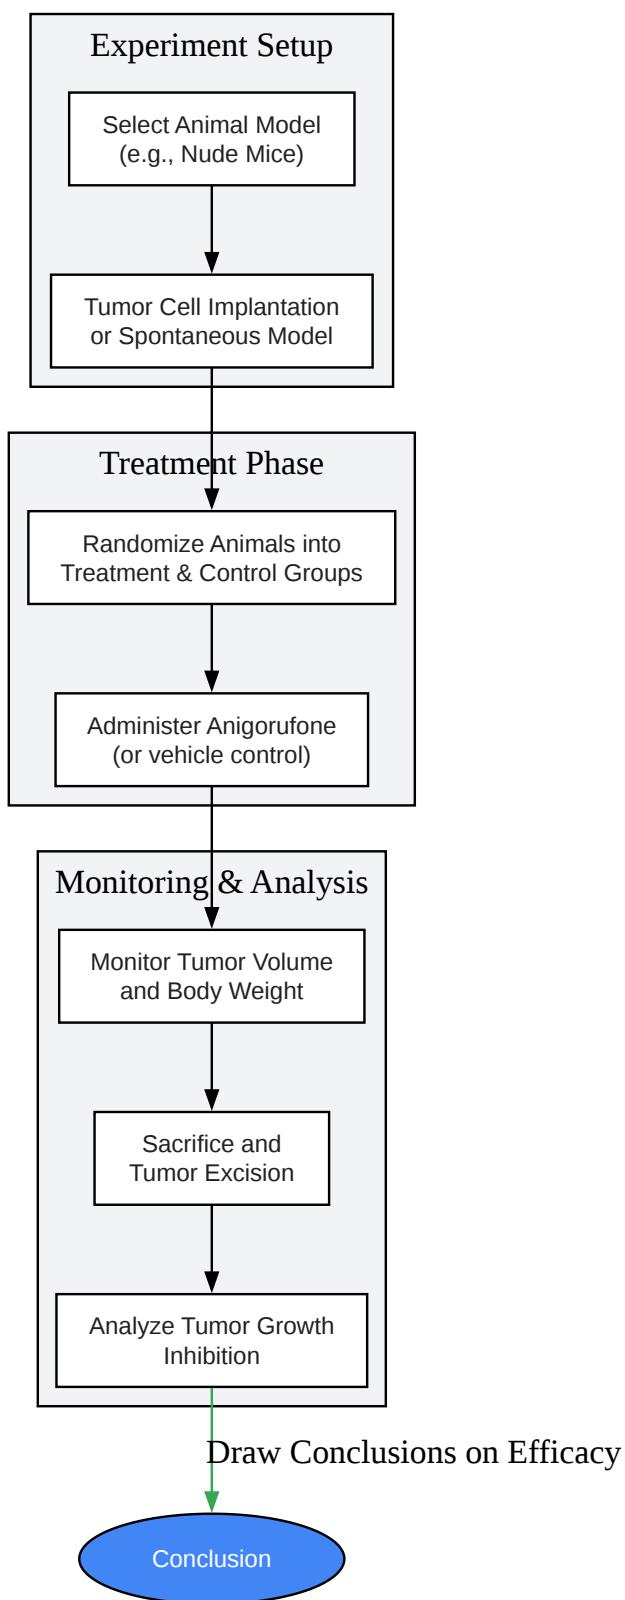 Experiment Setup
Select Animal Model
(e.g., Nude Mice)
Tumor Cell Implantation
or Spontaneous Model
Treatment Phase
Randomize Animals into
Treatment & Control Groups
Administer Anigorufone
(or vehicle control)
Monitoring & Analysis
Monitor Tumor Volume
and Body Weight
Sacrifice and
Tumor Excision
Analyze Tumor Growth
Inhibition
Draw Conclusions on Efficacy
Conclusion